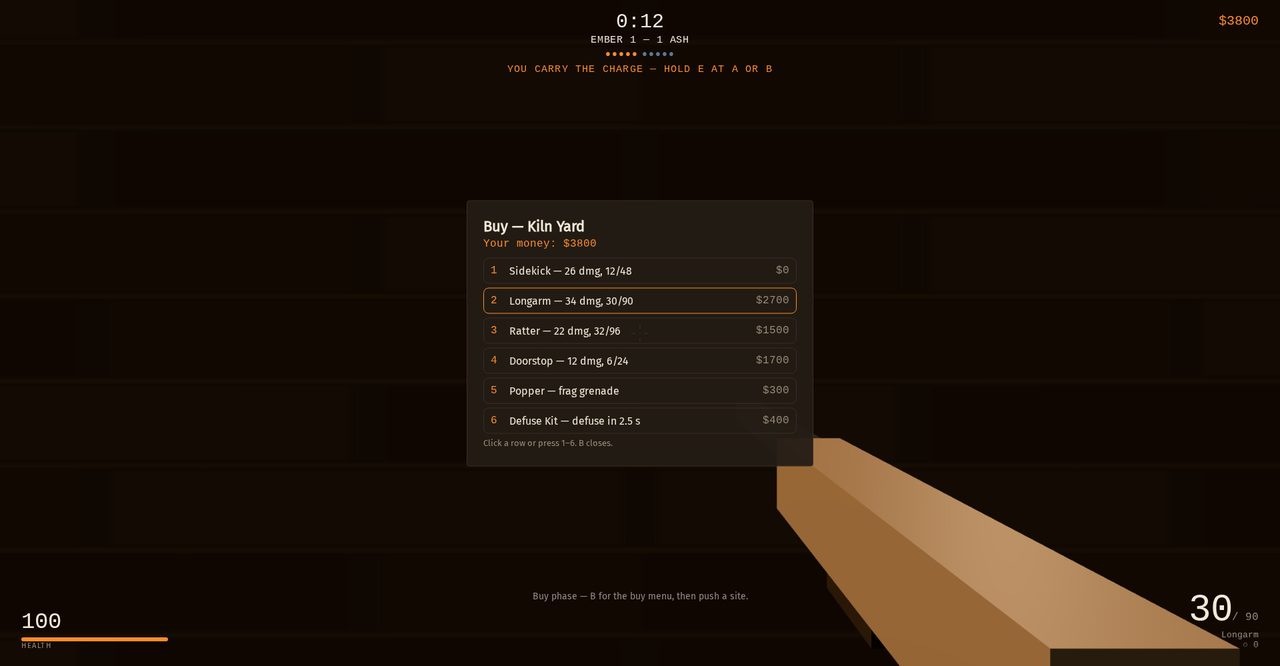 0:12
$3800
EMBER 1 — 1 ASH
YOU CARRY THE CHARGE — HOLD E AT A OR B
Buy — Kiln Yard
Your money: $3800
1 Sidekick — 26 dmg, 12/48 $0
2 Longarm — 34 dmg, 30/90 $2700
3 Ratter — 22 dmg, 32/96 $1500
4 Doorstop — 12 dmg, 6/24 $1700
5 Popper — frag grenade $300
6 Defuse Kit — defuse in 2.5 s $400
Click a row or press 1–6. B closes.
Buy phase — B for the buy menu, then push a site.
100
HEALTH
30 / 90
Longarm
0